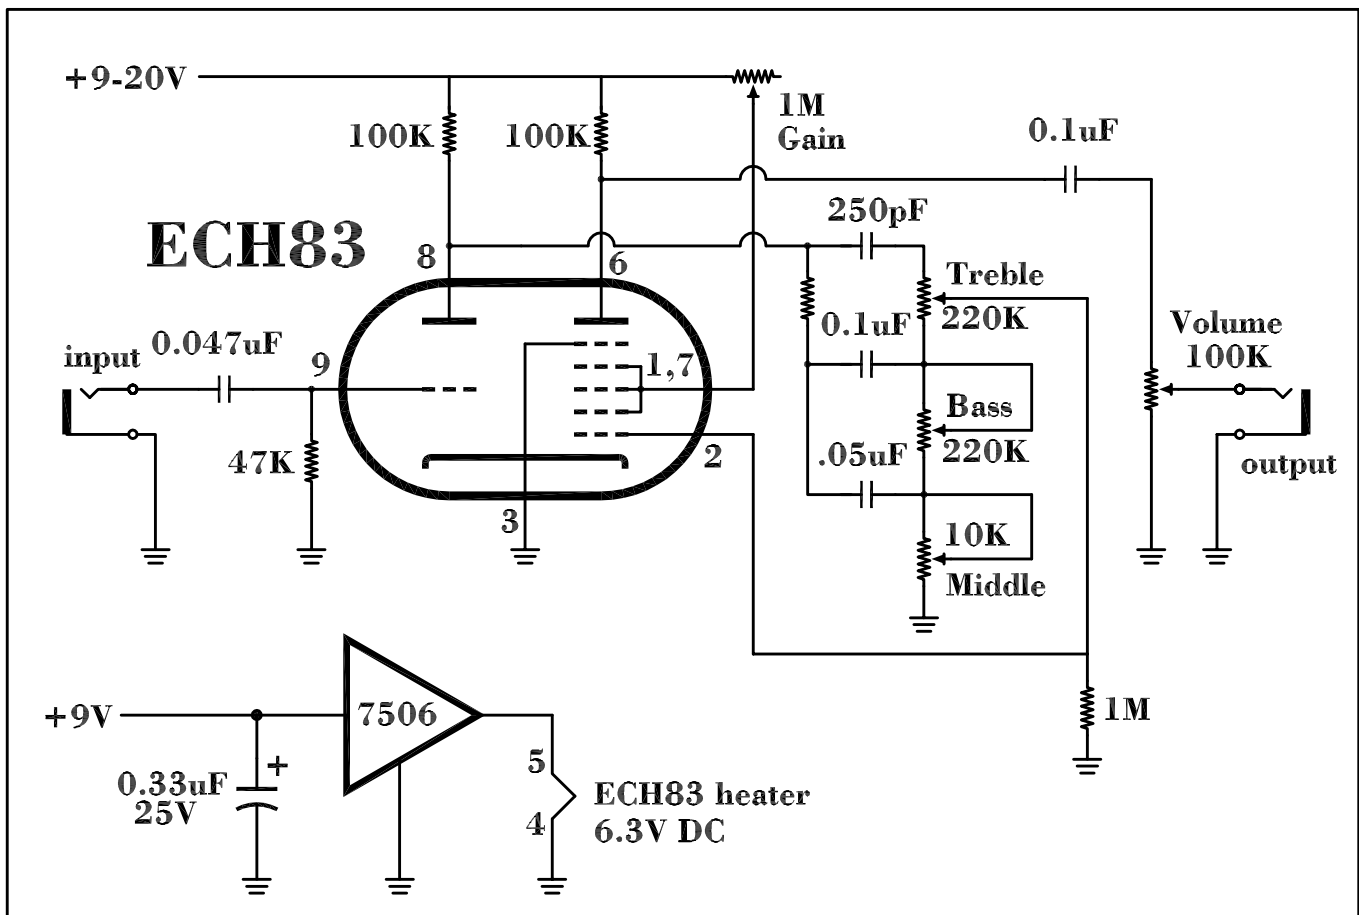 +9-20V
1M
Gain
100K
100K
0.1uF
250pF
ECH83
8
6
Treble
220K
0.1uF
Volume
100K
input
0.047uF
9
1,7
Bass
220K
47K
2
.05uF
output
3
10K
Middle
+9V
7506
1M
+
0.33uF
25V
5
4
ECH83 heater
6.3V DC